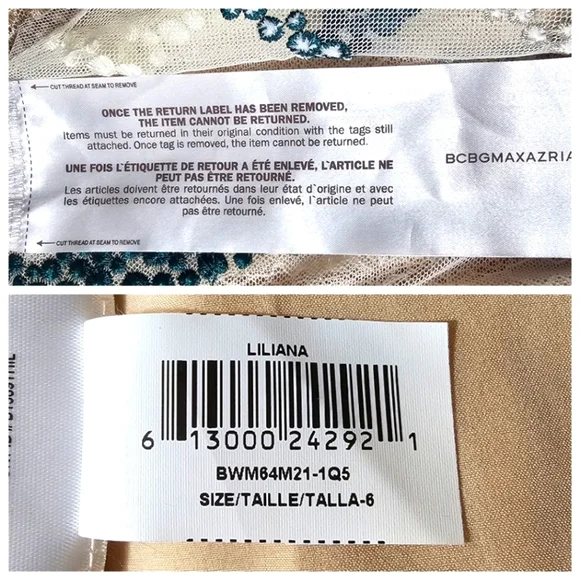 CUT THREAD AT SEAM TO REMOVE
ONCE THE RETURN LABEL HAS BEEN REMOVED,
THE ITEM CANNOT BE RETURNED.
Items must be returned in their original condition with the tags still
attached. Once tag is removed, the item cannot be returned.
UNE FOIS L'ÉTIQUETTE DE RETOUR A ÉTÉ ENLEVÉ, L'ARTICLE NE
PEUT PAS ÊTRE RETOURNÉ.
Les articles doivent être retournés dans leur état d`origine et avec
les étiquettes encore attachées. Une fois enlevé, l`article ne peut
pas être retourné.
CUT THREAD AT SEAM TO REMOVE
BCBGMAXAZRIA
LILIANA
6 13000 24292 1
BWM64M21-1Q5
SIZE/TAILLE/TALLA-6